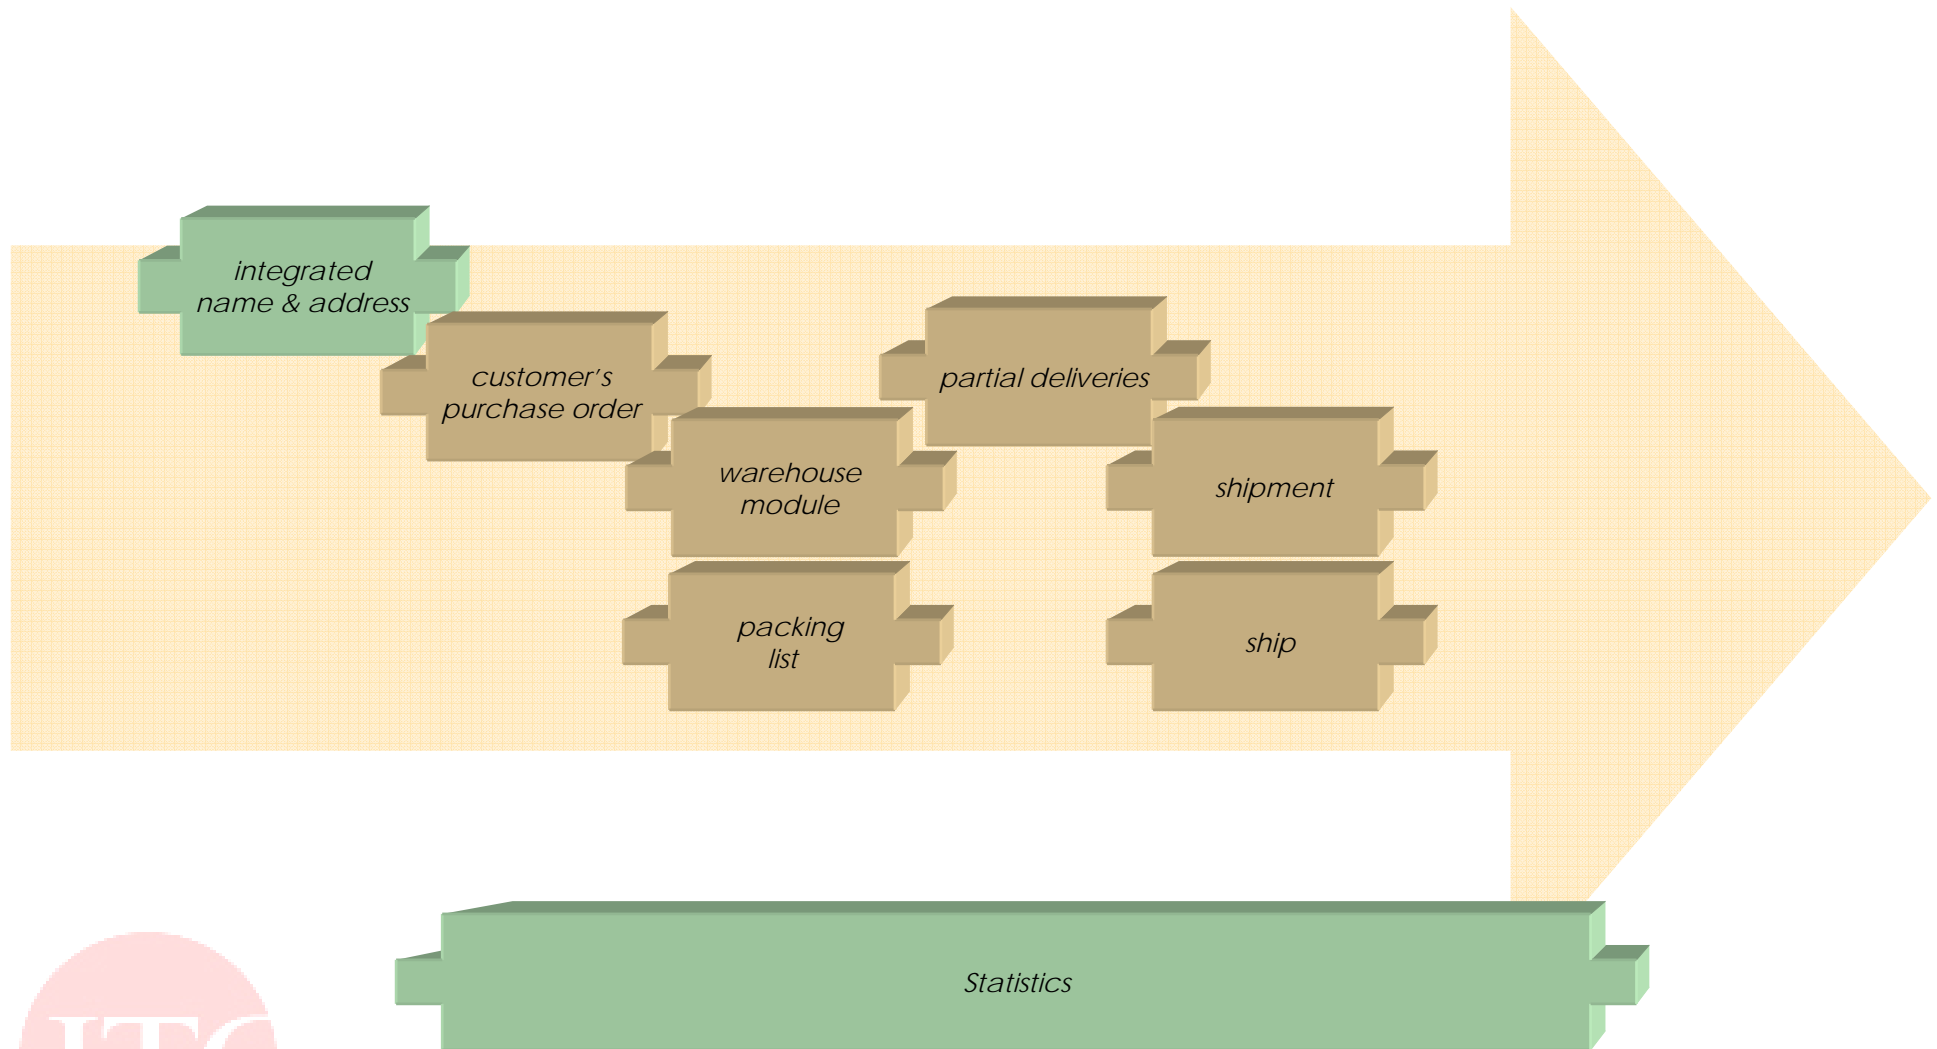 integrated
name & address
customer's
purchase order
partial deliveries
warehouse
module
shipment
packing
list
ship
Statistics